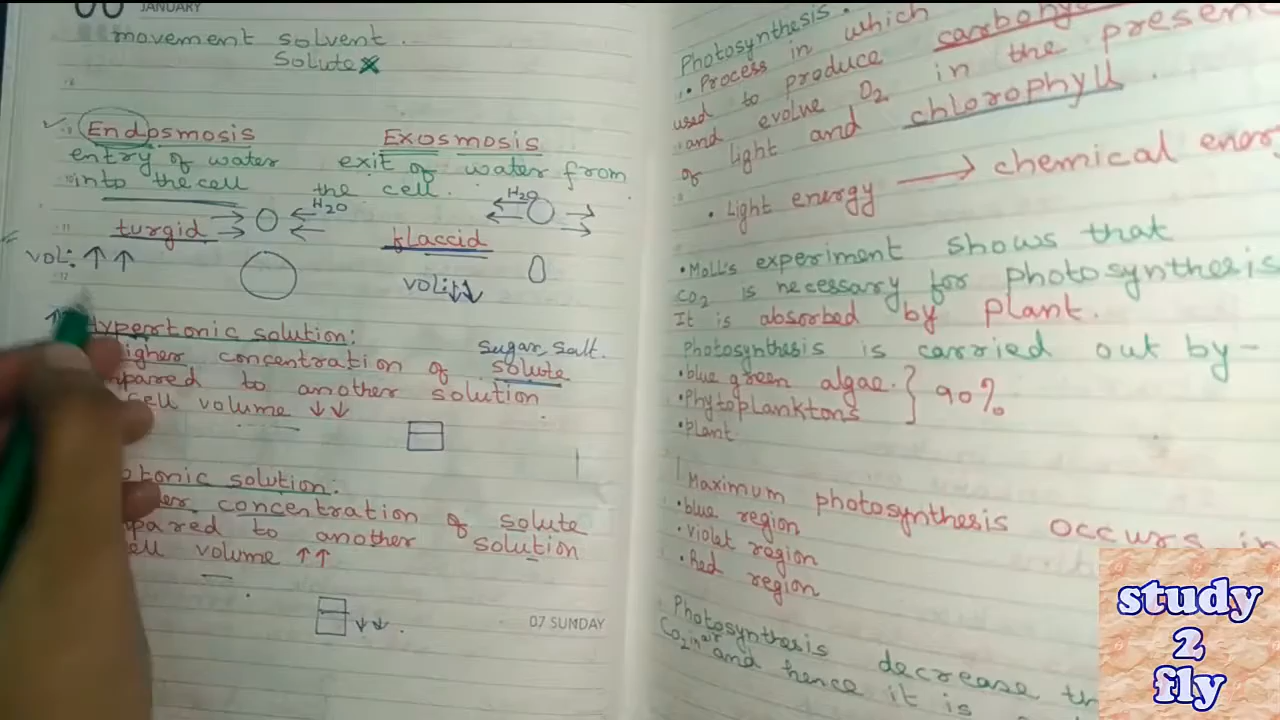 JANUARY
movement solvent.
Solute x
Endosmosis Exosmosis
entry of water exit of water from
into the cell the cell.
H2O
H2O
turgid flaccid
vol: ↑ ↑
vol: ↓↓
Hypertonic solution:
higher concentration of solute
sugar, salt.
to another solution
cell volume ↓↓
solution:
concentration of solute
to another solution
volume ↑↑
↓↓.
07 SUNDAY
Photosynthesis.
• Process in which
used to produce
and evolve O2 in the
of light and chlorophyll.
• Light energy → chemical
• Moll's experiment shows that
CO2 is necessary for photosynthesis
It is absorbed by plant.
Photosynthesis is carried out by-
• blue green algae.
• Phytoplanktons } 90%
• Plant.
Maximum photosynthesis occurs in
• blue region
• Violet region
• Red region
Photosynthesis decrease
CO2 in air and hence it is
study
2
fly